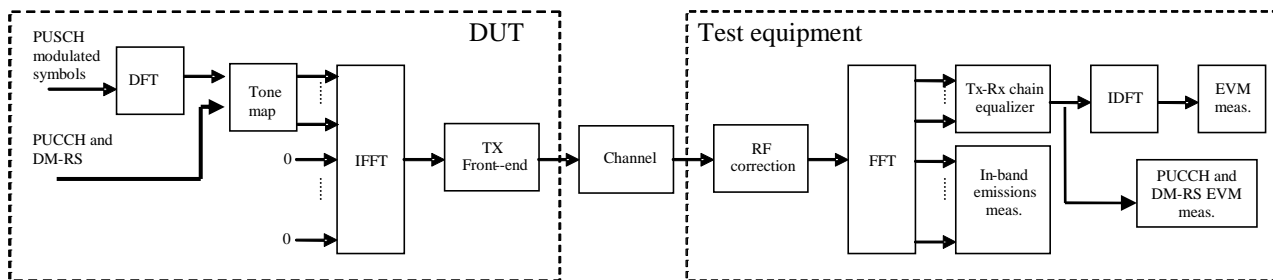 DUT
Test equipment
PUSCH
modulated
symbols
DFT
Tone
map
PUCCH and
DM-RS
0
0
IFFT
TX
Front--end
Channel
RF
correction
FFT
Tx-Rx chain
equalizer
IDFT
EVM
meas.
In-band
emissions
meas.
PUCCH and
DM-RS EVM
meas.